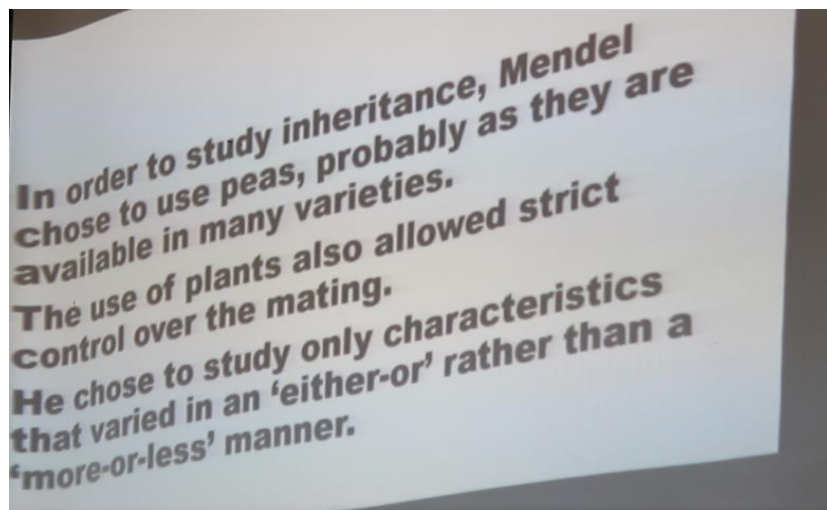 In order to study inheritance, Mendel
chose to use peas, probably as they are
available in many varieties.
The use of plants also allowed strict
control over the mating.
He chose to study only characteristics
that varied in an ‘either-or’ rather than a
‘more-or-less’ manner.